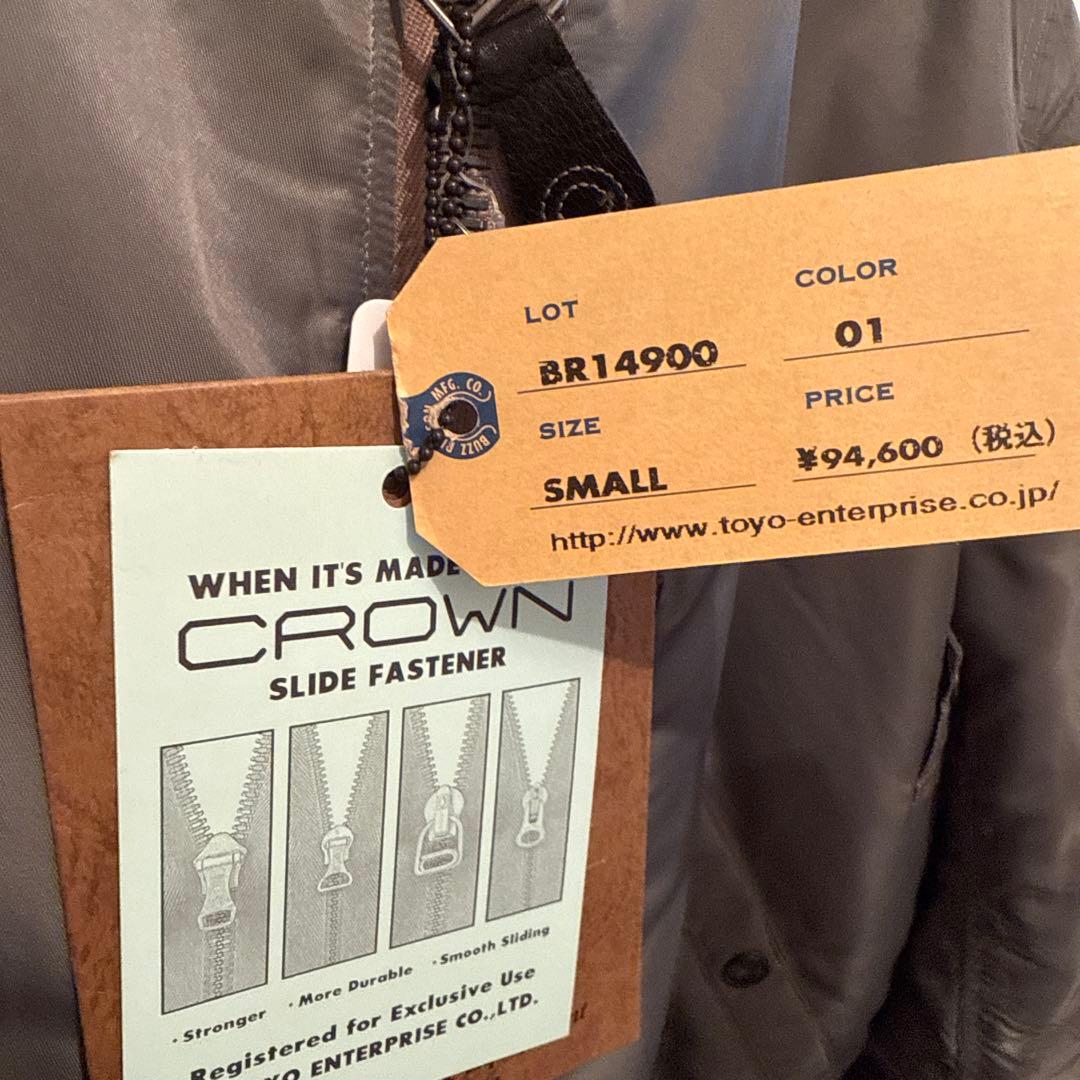 LOT
BR14900
COLOR
01
SIZE
SMALL
PRICE
¥94,600 （税込）
http://www.toyo-enterprise.co.jp/
MFG. CO.
BUZZ
WHEN IT'S MADE
CROWN
SLIDE FASTENER
・Stronger ・More Durable ・Smooth Sliding
Registered for Exclusive Use
ENTERPRISE CO.,LTD.